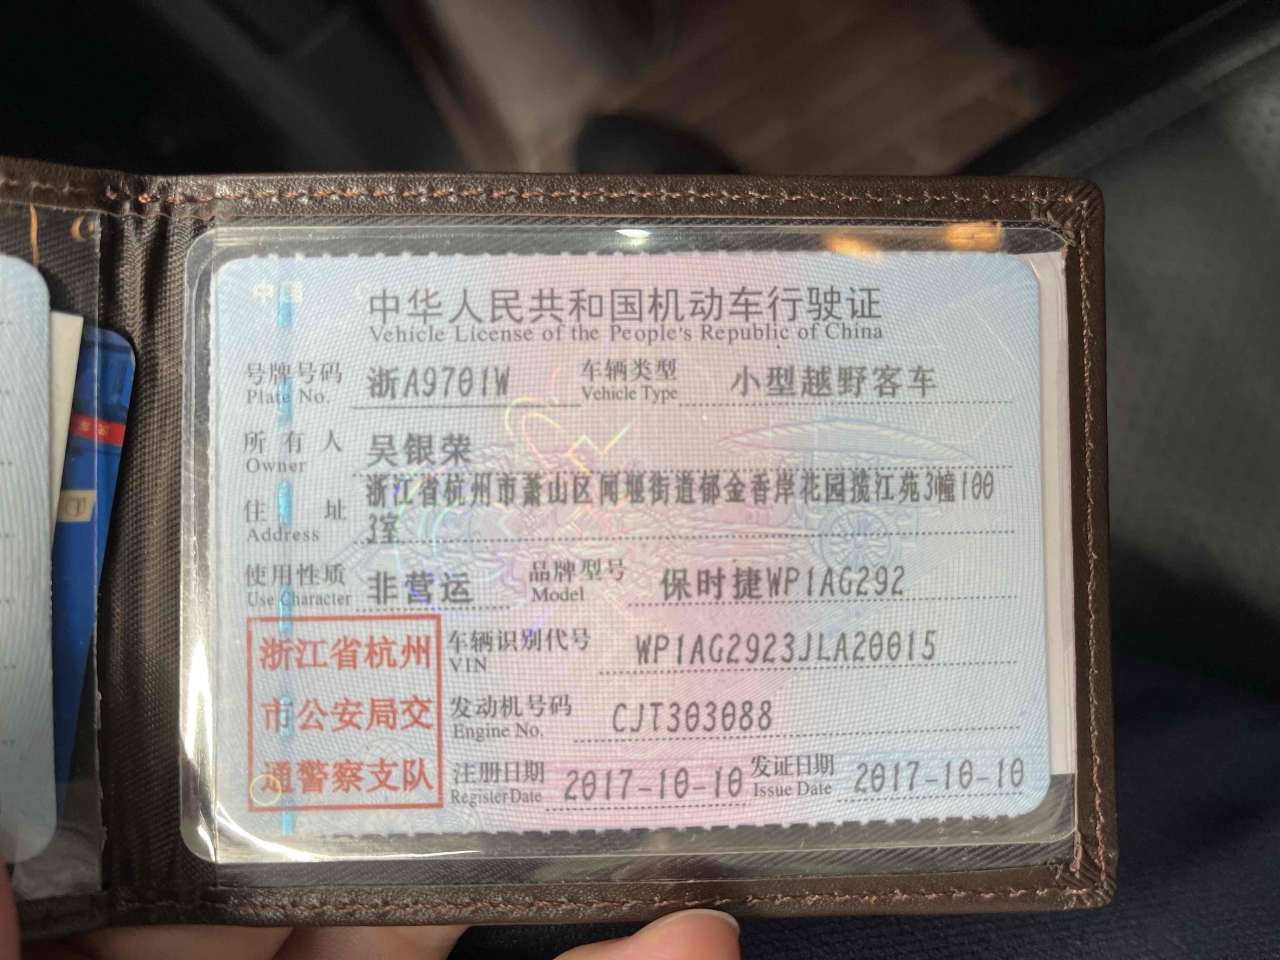 中国
中华人民共和国机动车行驶证
Vehicle License of the People's Republic of China
号牌号码 浙A9701W 车辆类型 小型越野客车
Plate No. Vehicle Type
所有人 吴银荣
Owner
浙江省杭州市萧山区闻堰街道郁金香岸花园揽江苑3幢100
住址 3室
Address
使用性质 非营运 品牌型号 保时捷WP1AG292
Use Character Model
浙江省杭州
市公安局交
通警察支队
车辆识别代号 WP1AG2923JLA20015
VIN
发动机号码 CJT303088
Engine No.
注册日期 2017-10-10 发证日期 2017-10-10
Register Date Issue Date